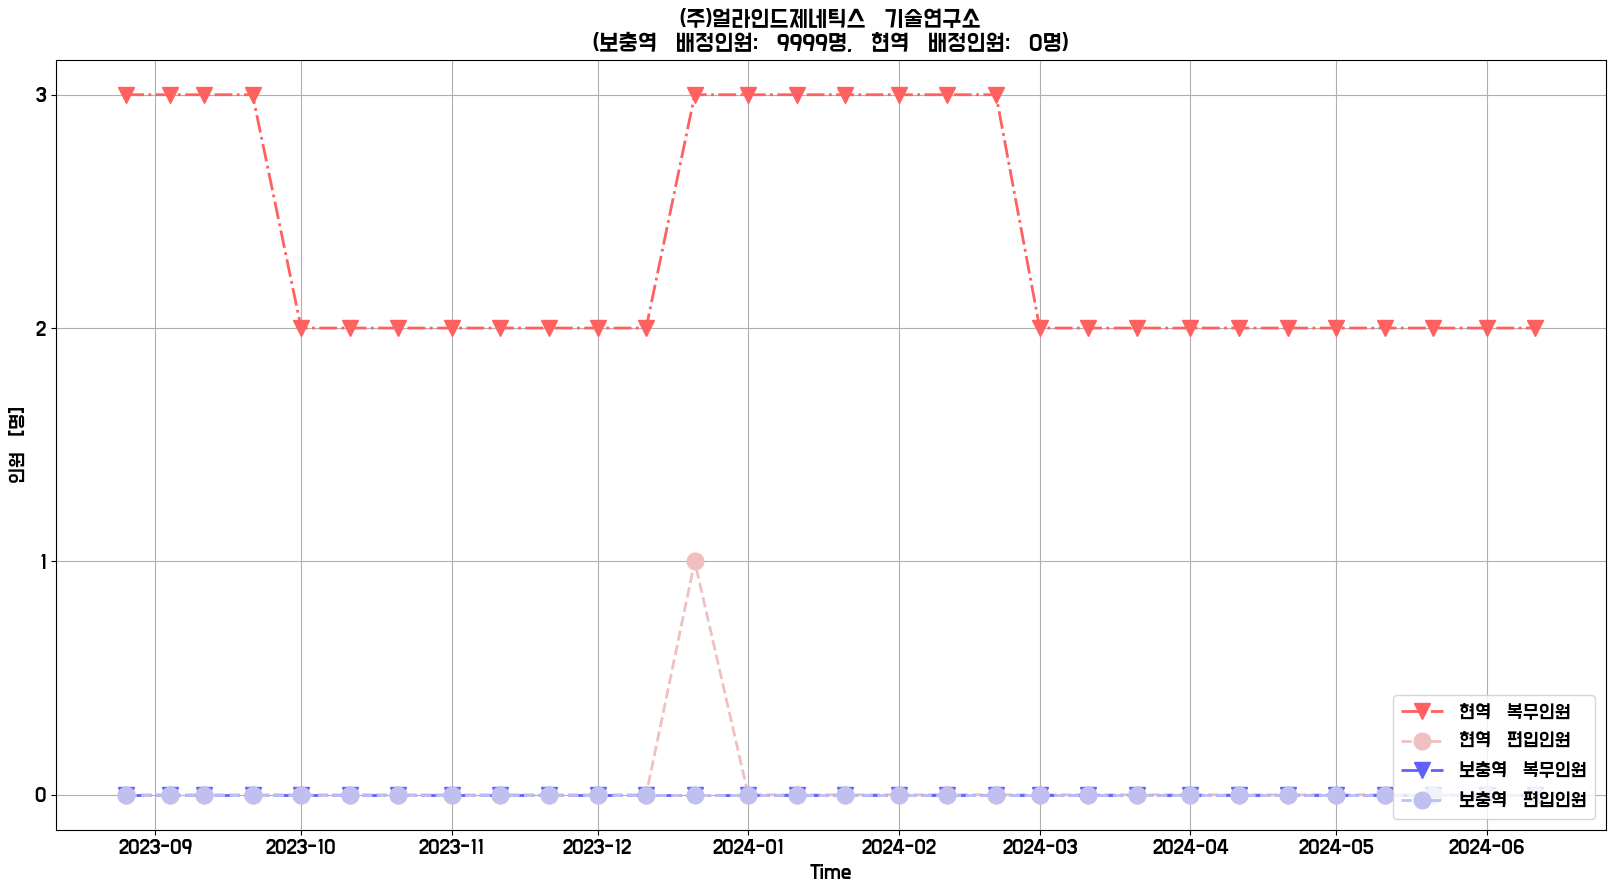 (주)얼라인드제네틱스 기술연구소
(보충역 배정인원: 9999명, 현역 배정인원: 0명)
3
2
1
0
인원 [명]
현역 복무인원
현역 편입인원
보충역 복무인원
보충역 편입인원
2023-09 2023-10 2023-11 2023-12 2024-01 2024-02 2024-03 2024-04 2024-05 2024-06
Time